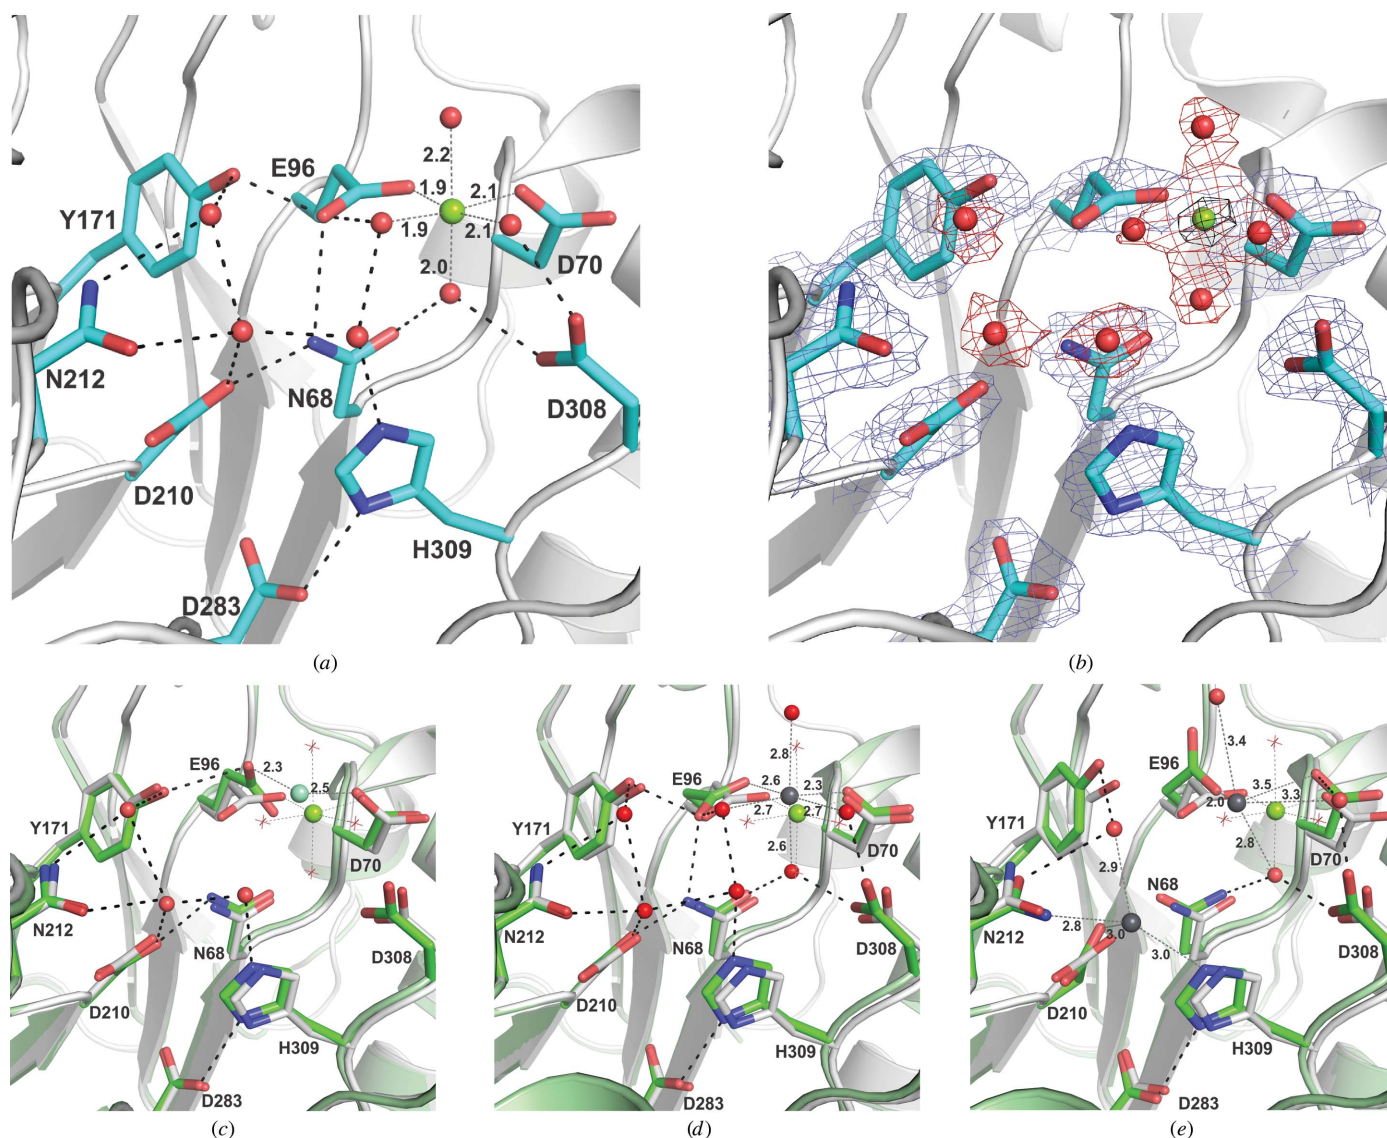 2.2
E96
1.9
2.1
Y171
1.9
2.1
D70
2.0
N212
N68
D308
D210
H309
D283
(a)
(b)
E96
2.3
2.5
Y171
D70
N212
N68
D308
D210
H309
D283
(c)
2.8
E96
2.6
2.3
2.7
2.7
Y171
D70
2.6
N212
N68
D308
D210
H309
D283
(d)
3.4
E96
3.5
2.0
3.3
Y171
2.8
D70
2.9
N68
N212
2.8
3.0
3.0
D308
D210
H309
D283
(e)